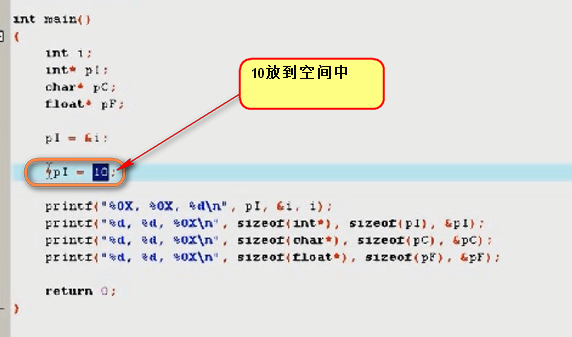 int main()
{
int i;
int* pI;
char* pC;
float* pF;
10放到空间中
pI = &i;
*pI = 10;
printf("%0X, %0X, %d\n", pI, &i, i);
printf("%d, %d, %0X\n", sizeof(int*), sizeof(pI), &pI);
printf("%d, %d, %0X\n", sizeof(char*), sizeof(pC), &pC);
printf("%d, %d, %0X\n", sizeof(float*), sizeof(pF), &pF);
return 0;
}